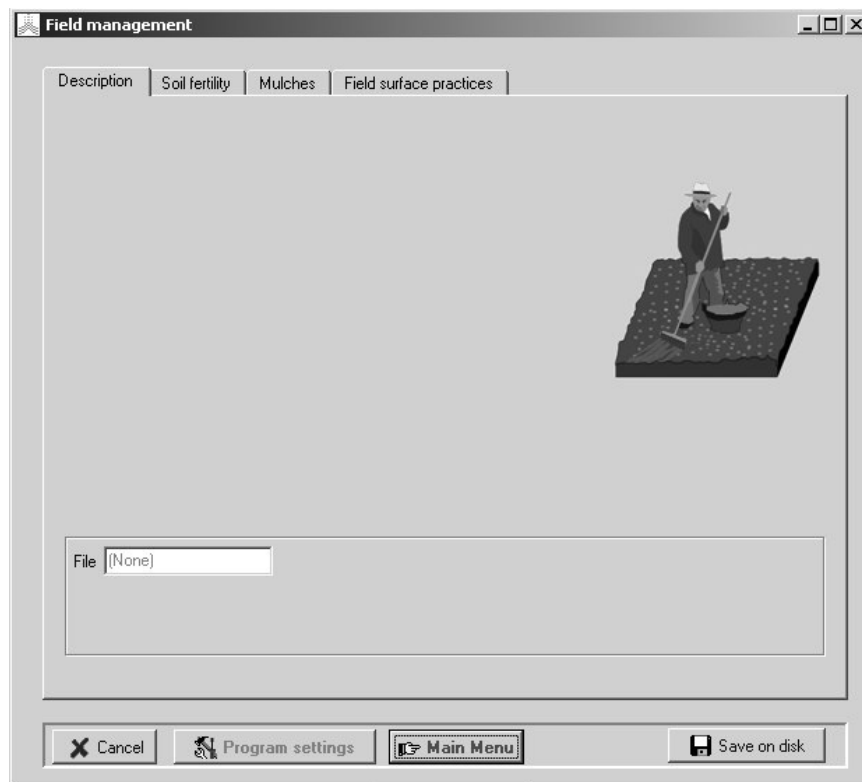 Field management
Description Soil fertility Mulches Field surface practices
File (None)
Cancel Program settings Main Menu Save on disk